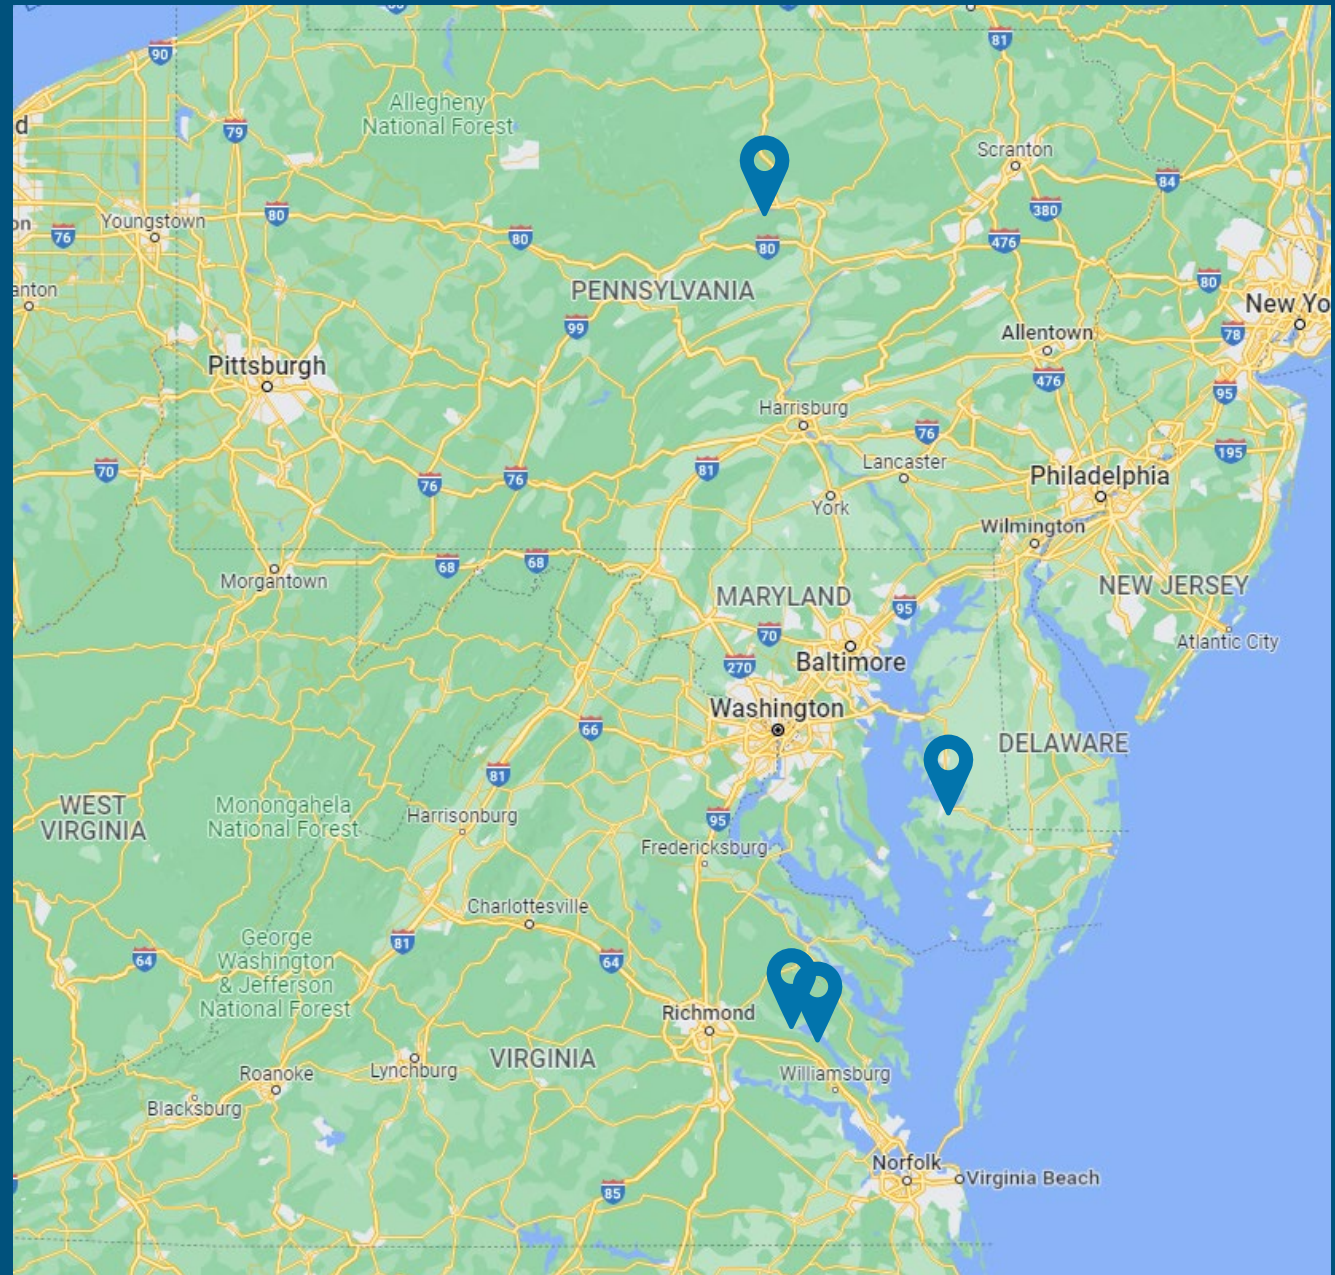 90
81
79
Allegheny
National Forest
d
Scranton
84
380
476
80
Youngstown
80
80
80
on
76
80
anton
PENNSYLVANIA
New Yo
99
Allentown
78
Pittsburgh
476
95
Harrisburg
76
195
Lancaster
70
81
76
76
Philadelphia
York
Wilmington
68
68
Morgantown
MARYLAND
NEW JERSEY
95
70
Atlantic City
270
Baltimore
Washington
66
DELAWARE
81
WEST
VIRGINIA
Monongahela
National Forest
Harrisonburg
95
Fredericksburg
Charlottesville
George
Washington
& Jefferson
National Forest
81
64
64
Richmond
VIRGINIA
Lynchburg
Roanoke
Williamsburg
Blacksburg
Norfolk
Virginia Beach
85